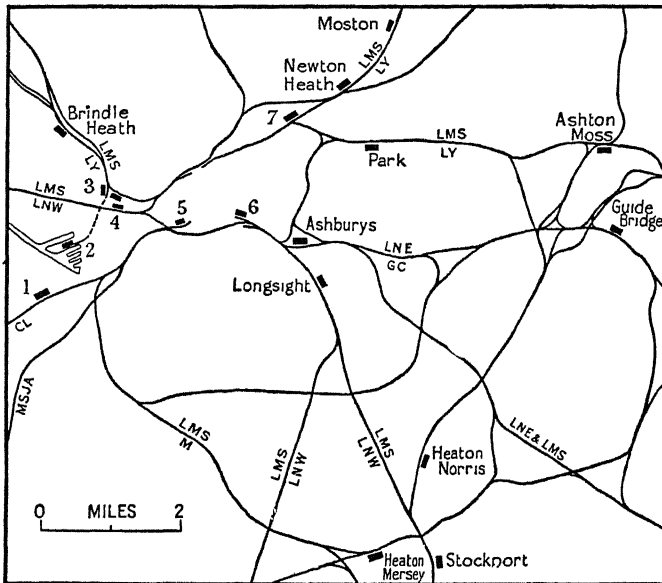 Moston
LMS
LY
Newton
Heath
Brindle
Heath
LMS
LY
7
Ashton
Moss
LMS
LY
Park
3
LMS
LNW
4
5
6
Guide
Bridge
2
Ashburys
LNE
GC
1
Longsight
CL
MSJA
LMS
M
LMS
LNW
LMS
LNW
LNE & LMS
Heaton
Norris
0 MILES 2
Heaton
Mersey
Stockport